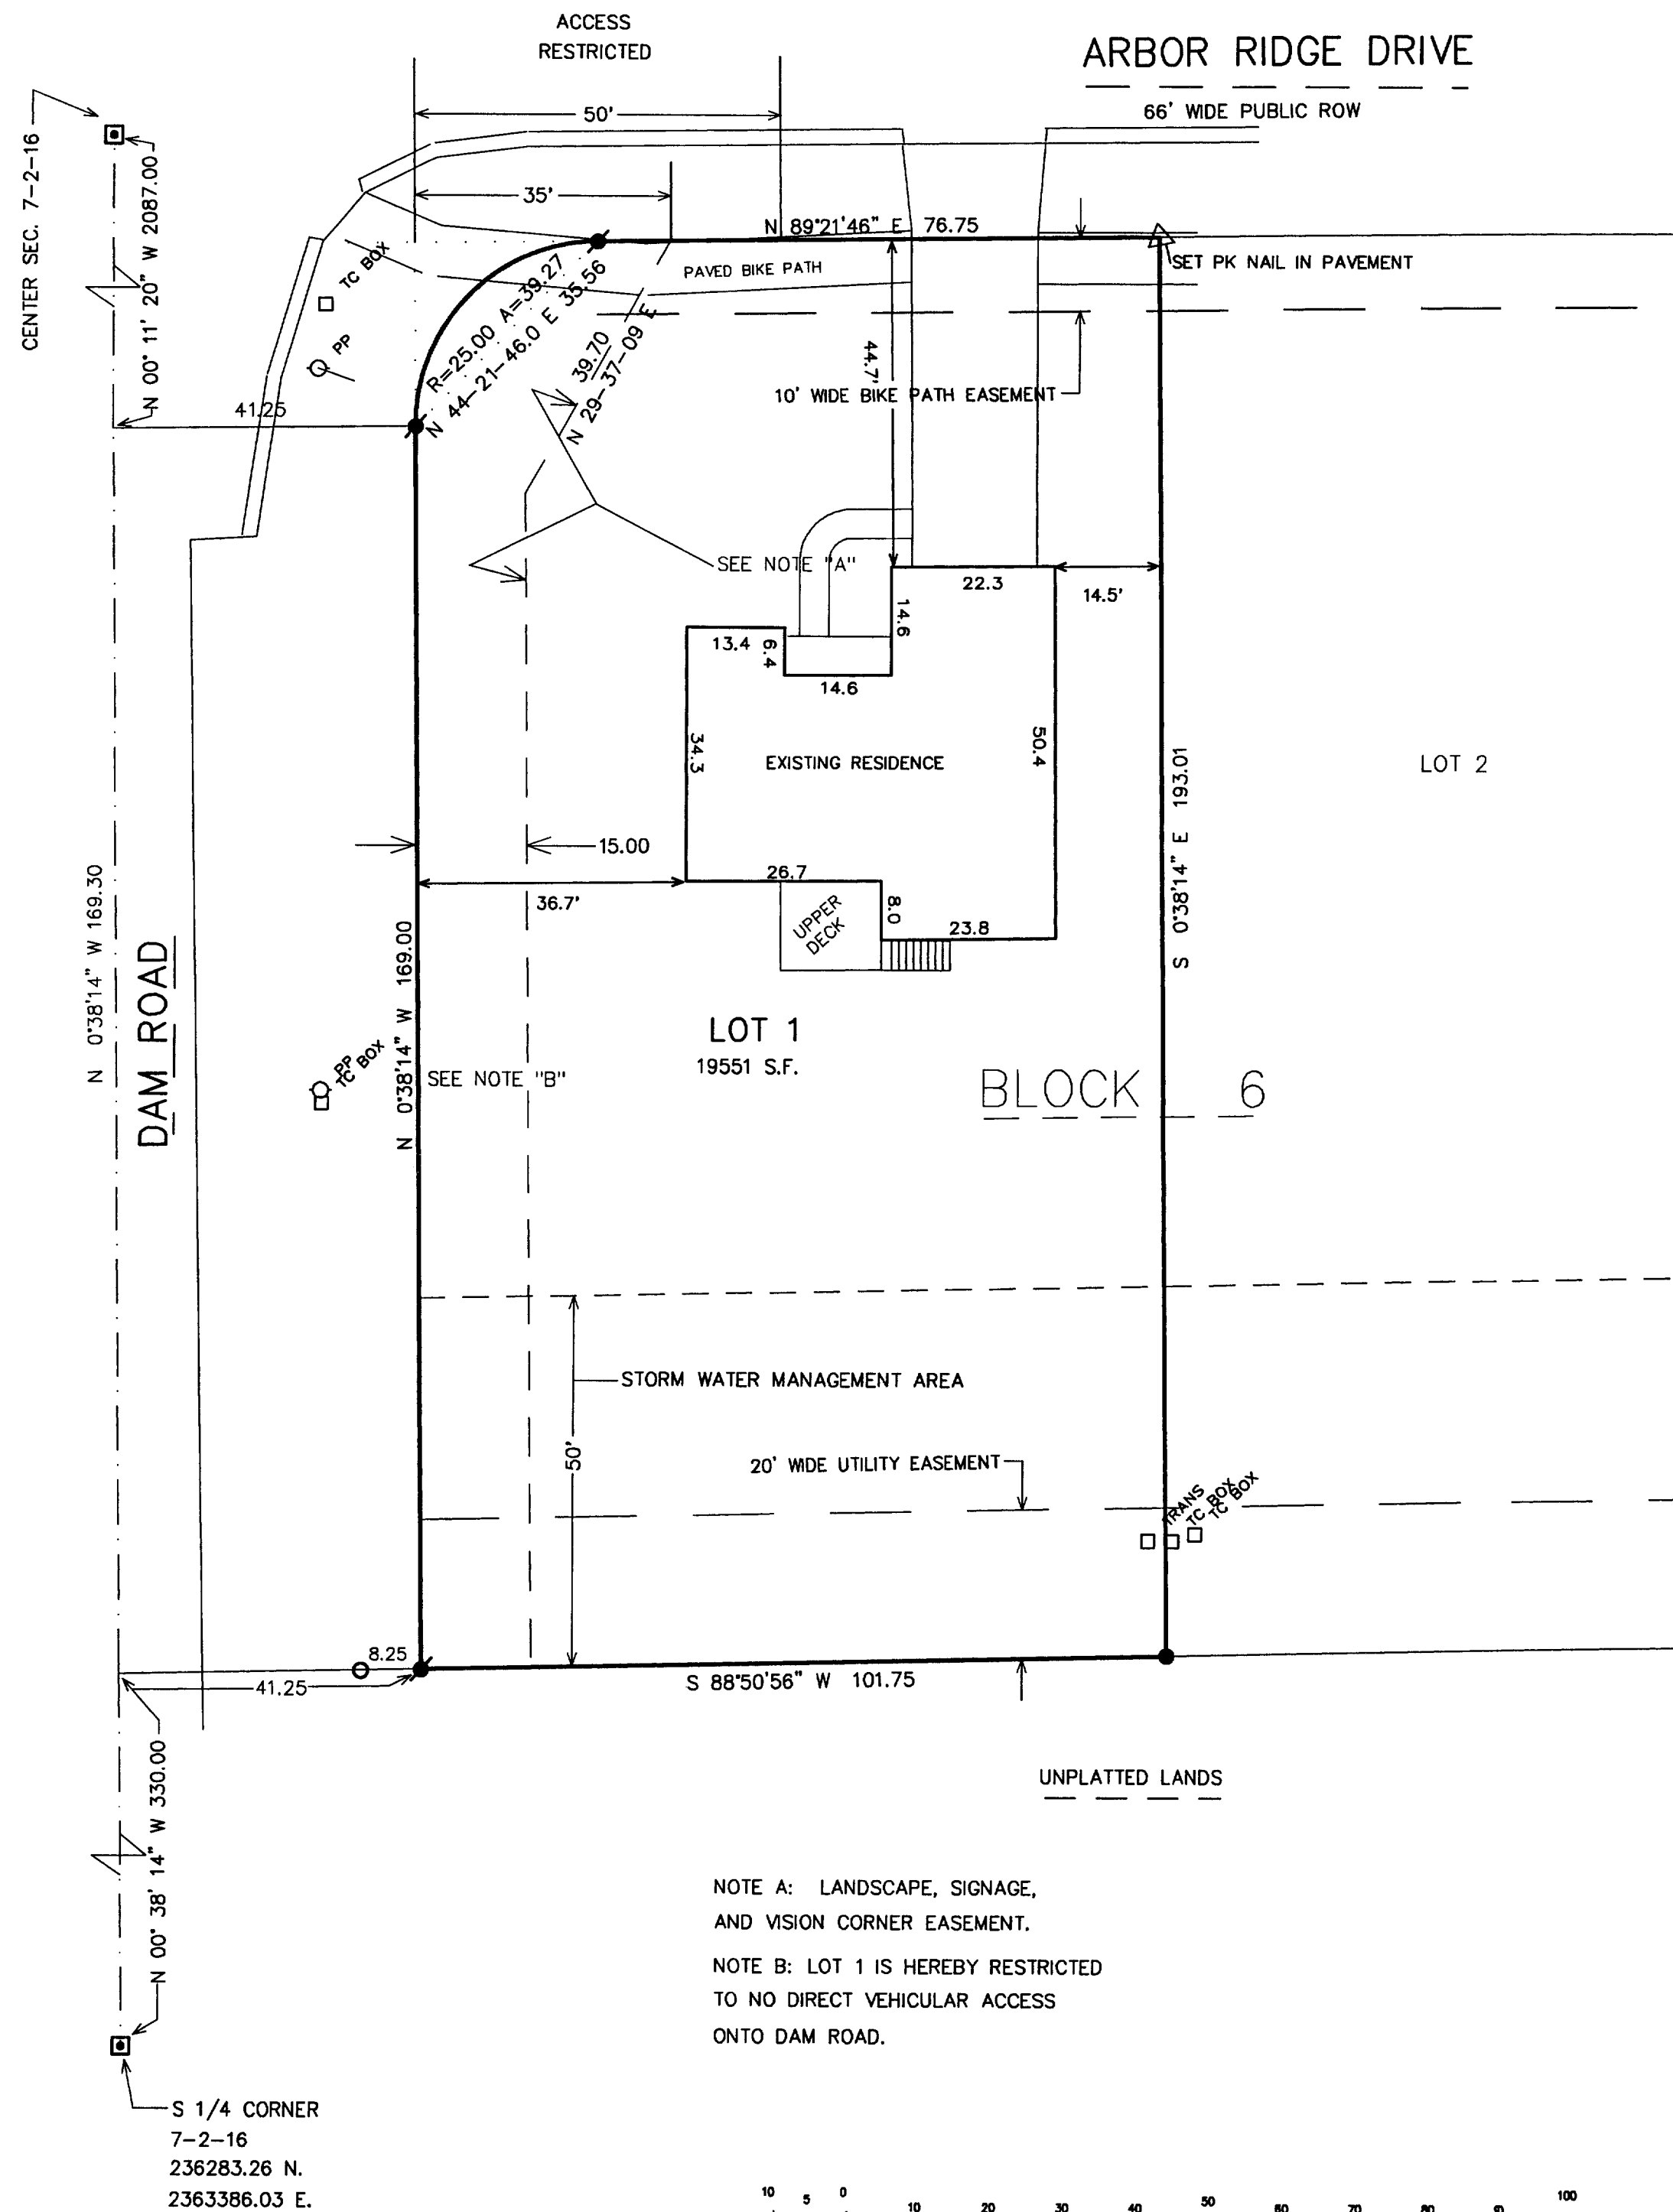 ACCESS
RESTRICTED
ARBOR RIDGE DRIVE
66' WIDE PUBLIC ROW
50'
35'
CENTER SEC. 7-2-16
N 00° 11' 20" W 2087.00
TC BOX
PP
41.25
N 89°21'46" E 76.75
PAVED BIKE PATH
SET PK NAIL IN PAVEMENT
R=25.00 A=39.27
N 44-21-46.0 E 35.56
39.70
N 29-37-09 E
44.7'
10' WIDE BIKE PATH EASEMENT
SEE NOTE "A"
22.3
14.5'
14.6
13.4
6.4
14.6
34.3
EXISTING RESIDENCE
50.4
S 0°38'14" E 193.01
LOT 2
15.00
26.7
36.7'
UPPER
DECK
8.0
23.8
N 0°38'14" W 169.30
DAM ROAD
N 0°38'14" W 169.00
LOT 1
19551 S.F.
PP
TC BOX
SEE NOTE "B"
BLOCK 6
STORM WATER MANAGEMENT AREA
50'
20' WIDE UTILITY EASEMENT
TRANS
TC BOX
TC BOX
8.25
41.25
S 88°50'56" W 101.75
N 00° 38' 14" W 330.00
UNPLATTED LANDS
NOTE A: LANDSCAPE, SIGNAGE,
AND VISION CORNER EASEMENT.
NOTE B: LOT 1 IS HEREBY RESTRICTED
TO NO DIRECT VEHICULAR ACCESS
ONTO DAM ROAD.
S 1/4 CORNER
7-2-16
236283.26 N.
2363386.03 E.
10 5 0 10 20 30 40 50 60 70 80 90 100